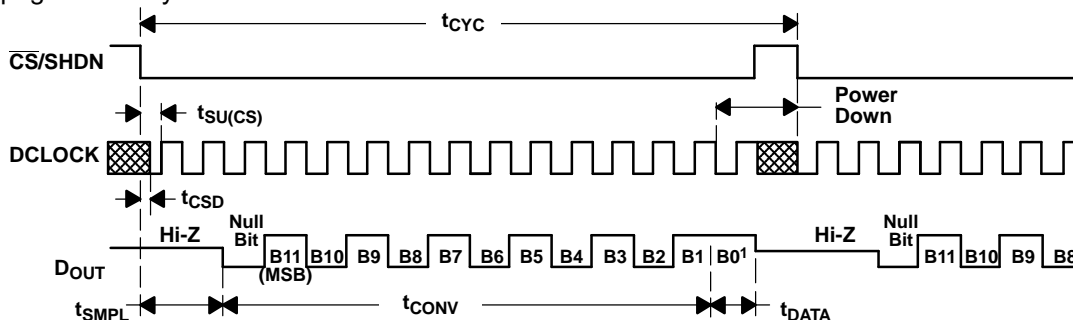 tCYC
CS/SHDN
tSU(CS)
Power
Down
DCLOCK
tCSD
Hi-Z
Null
Bit
B11
(MSB)
B10
B9
B8
B7
B6
B5
B4
B3
B2
B1
B0¹
Hi-Z
Null
Bit
B11
B10
B9
B8
DOUT
tSMPL
tCONV
tDATA